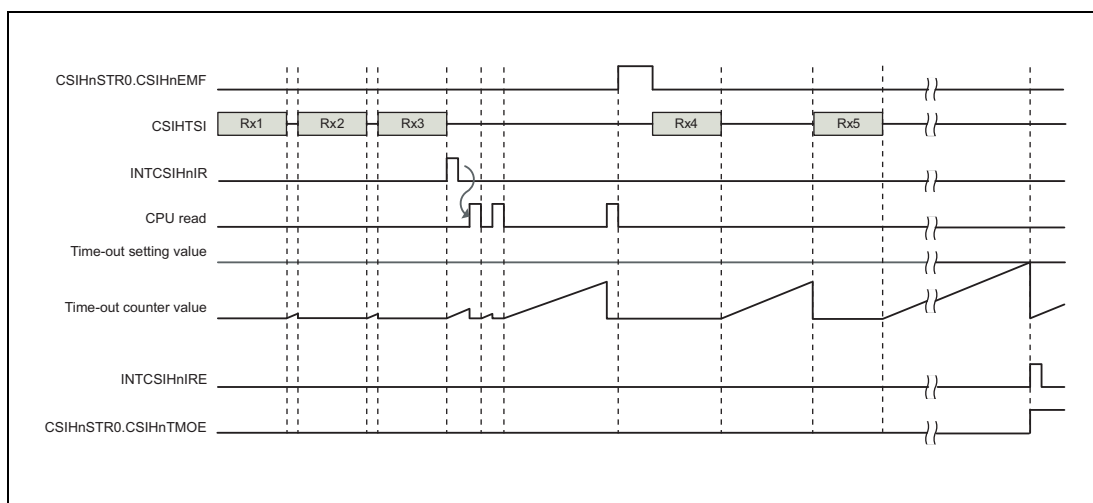 CSIHnSTR0.CSIHnEMF
CSIHTSI
Rx1
Rx2
Rx3
Rx4
Rx5
INTCSIHnIR
CPU read
Time-out setting value
Time-out counter value
INTCSIHnIRE
CSIHnSTR0.CSIHnTMOE